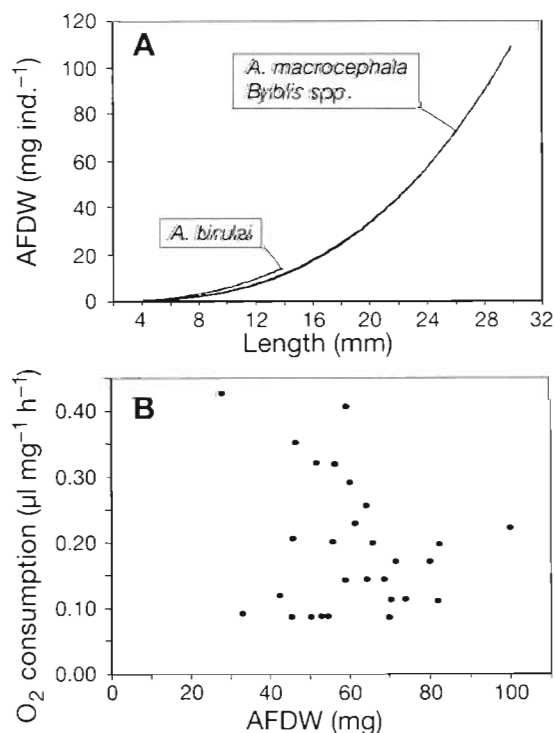 A
AFDW (mg ind.⁻¹)
120
100
80
60
40
20
0
A. macrocephala
Byblis spp.
A. birulai
4 8 12 16 20 24 28 32
Length (mm)
B
O₂ consumption (µl mg⁻¹ h⁻¹)
0.40
0.30
0.20
0.10
0.00
0 20 40 60 80 100
AFDW (mg)